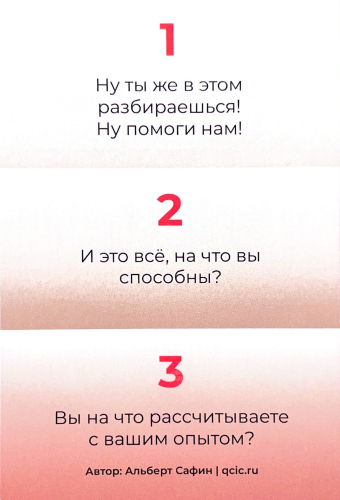 1
Ну ты же в этом
разбираешься!
Ну помоги нам!
2
И это всё, на что вы
способны?
3
Вы на что рассчитываете
с вашим опытом?
Автор: Альберт Сафин | qcic.ru